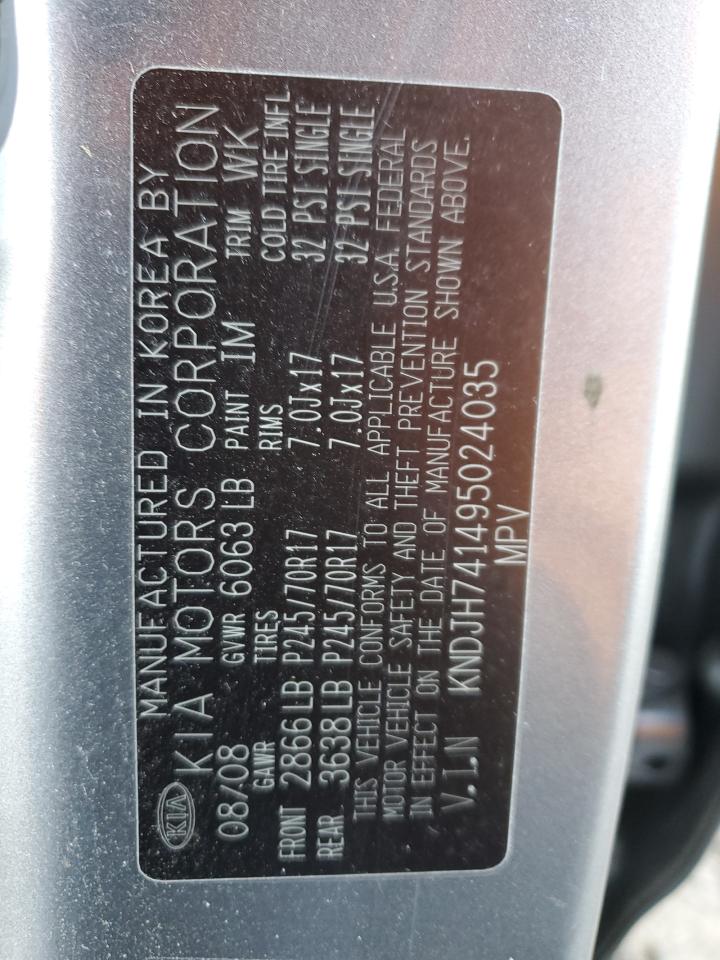 MANUFACTURED IN KOREA BY
KIA KIA MOTORS CORPORATION
08/08 GVWR 6063 LB PAINT IM TRIM WK
GAWR TIRES RIMS COLD TIRE INFL.
FRONT 2866 LB P245/70R17 7.0Jx17 32 PSI SINGLE
REAR 3638 LB P245/70R17 7.0Jx17 32 PSI SINGLE
THIS VEHICLE CONFORMS TO ALL APPLICABLE U.S.A. FEDERAL
MOTOR VEHICLE SAFETY AND THEFT PREVENTION STANDARDS
IN EFFECT ON THE DATE OF MANUFACTURE SHOWN ABOVE.
V.I.N KNDJH741495024035
MPV